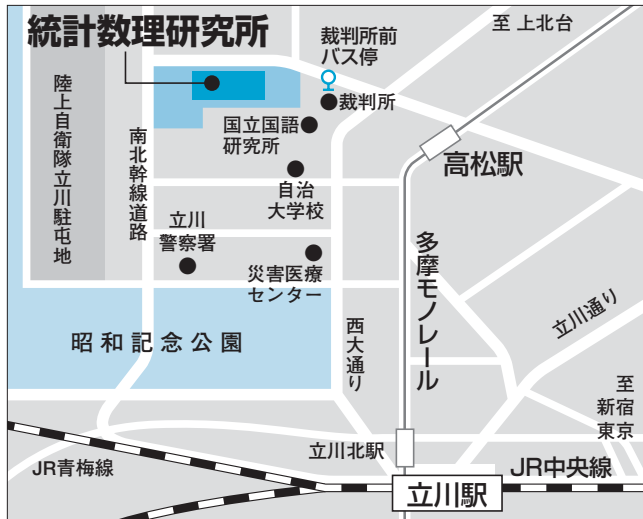 統計数理研究所
裁判所前
バス停
至 上北台
裁判所
国立国語
研究所
陸上自衛隊立川駐屯地
南北幹線道路
高松駅
自治
大学校
立川
警察署
災害医療
センター
多摩モノレール
立川通り
昭和記念公園
西大通り
至
新宿
東京
立川北駅
JR青梅線
JR中央線
立川駅